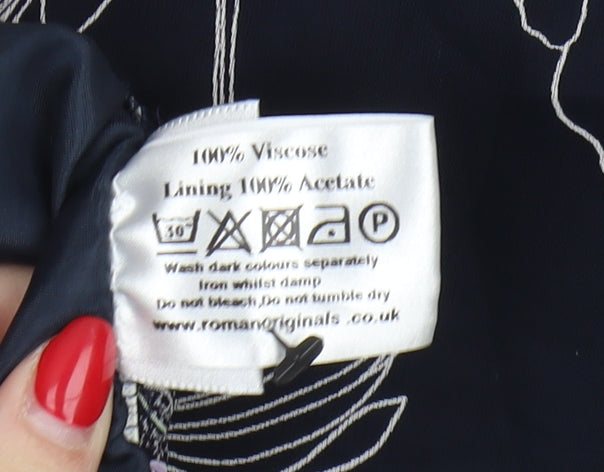 100% Viscose
Lining 100% Acetate
30° P
Wash dark colours separately
Iron whilst damp
Do not bleach,Do not tumble dry
www.romanoriginals .co.uk